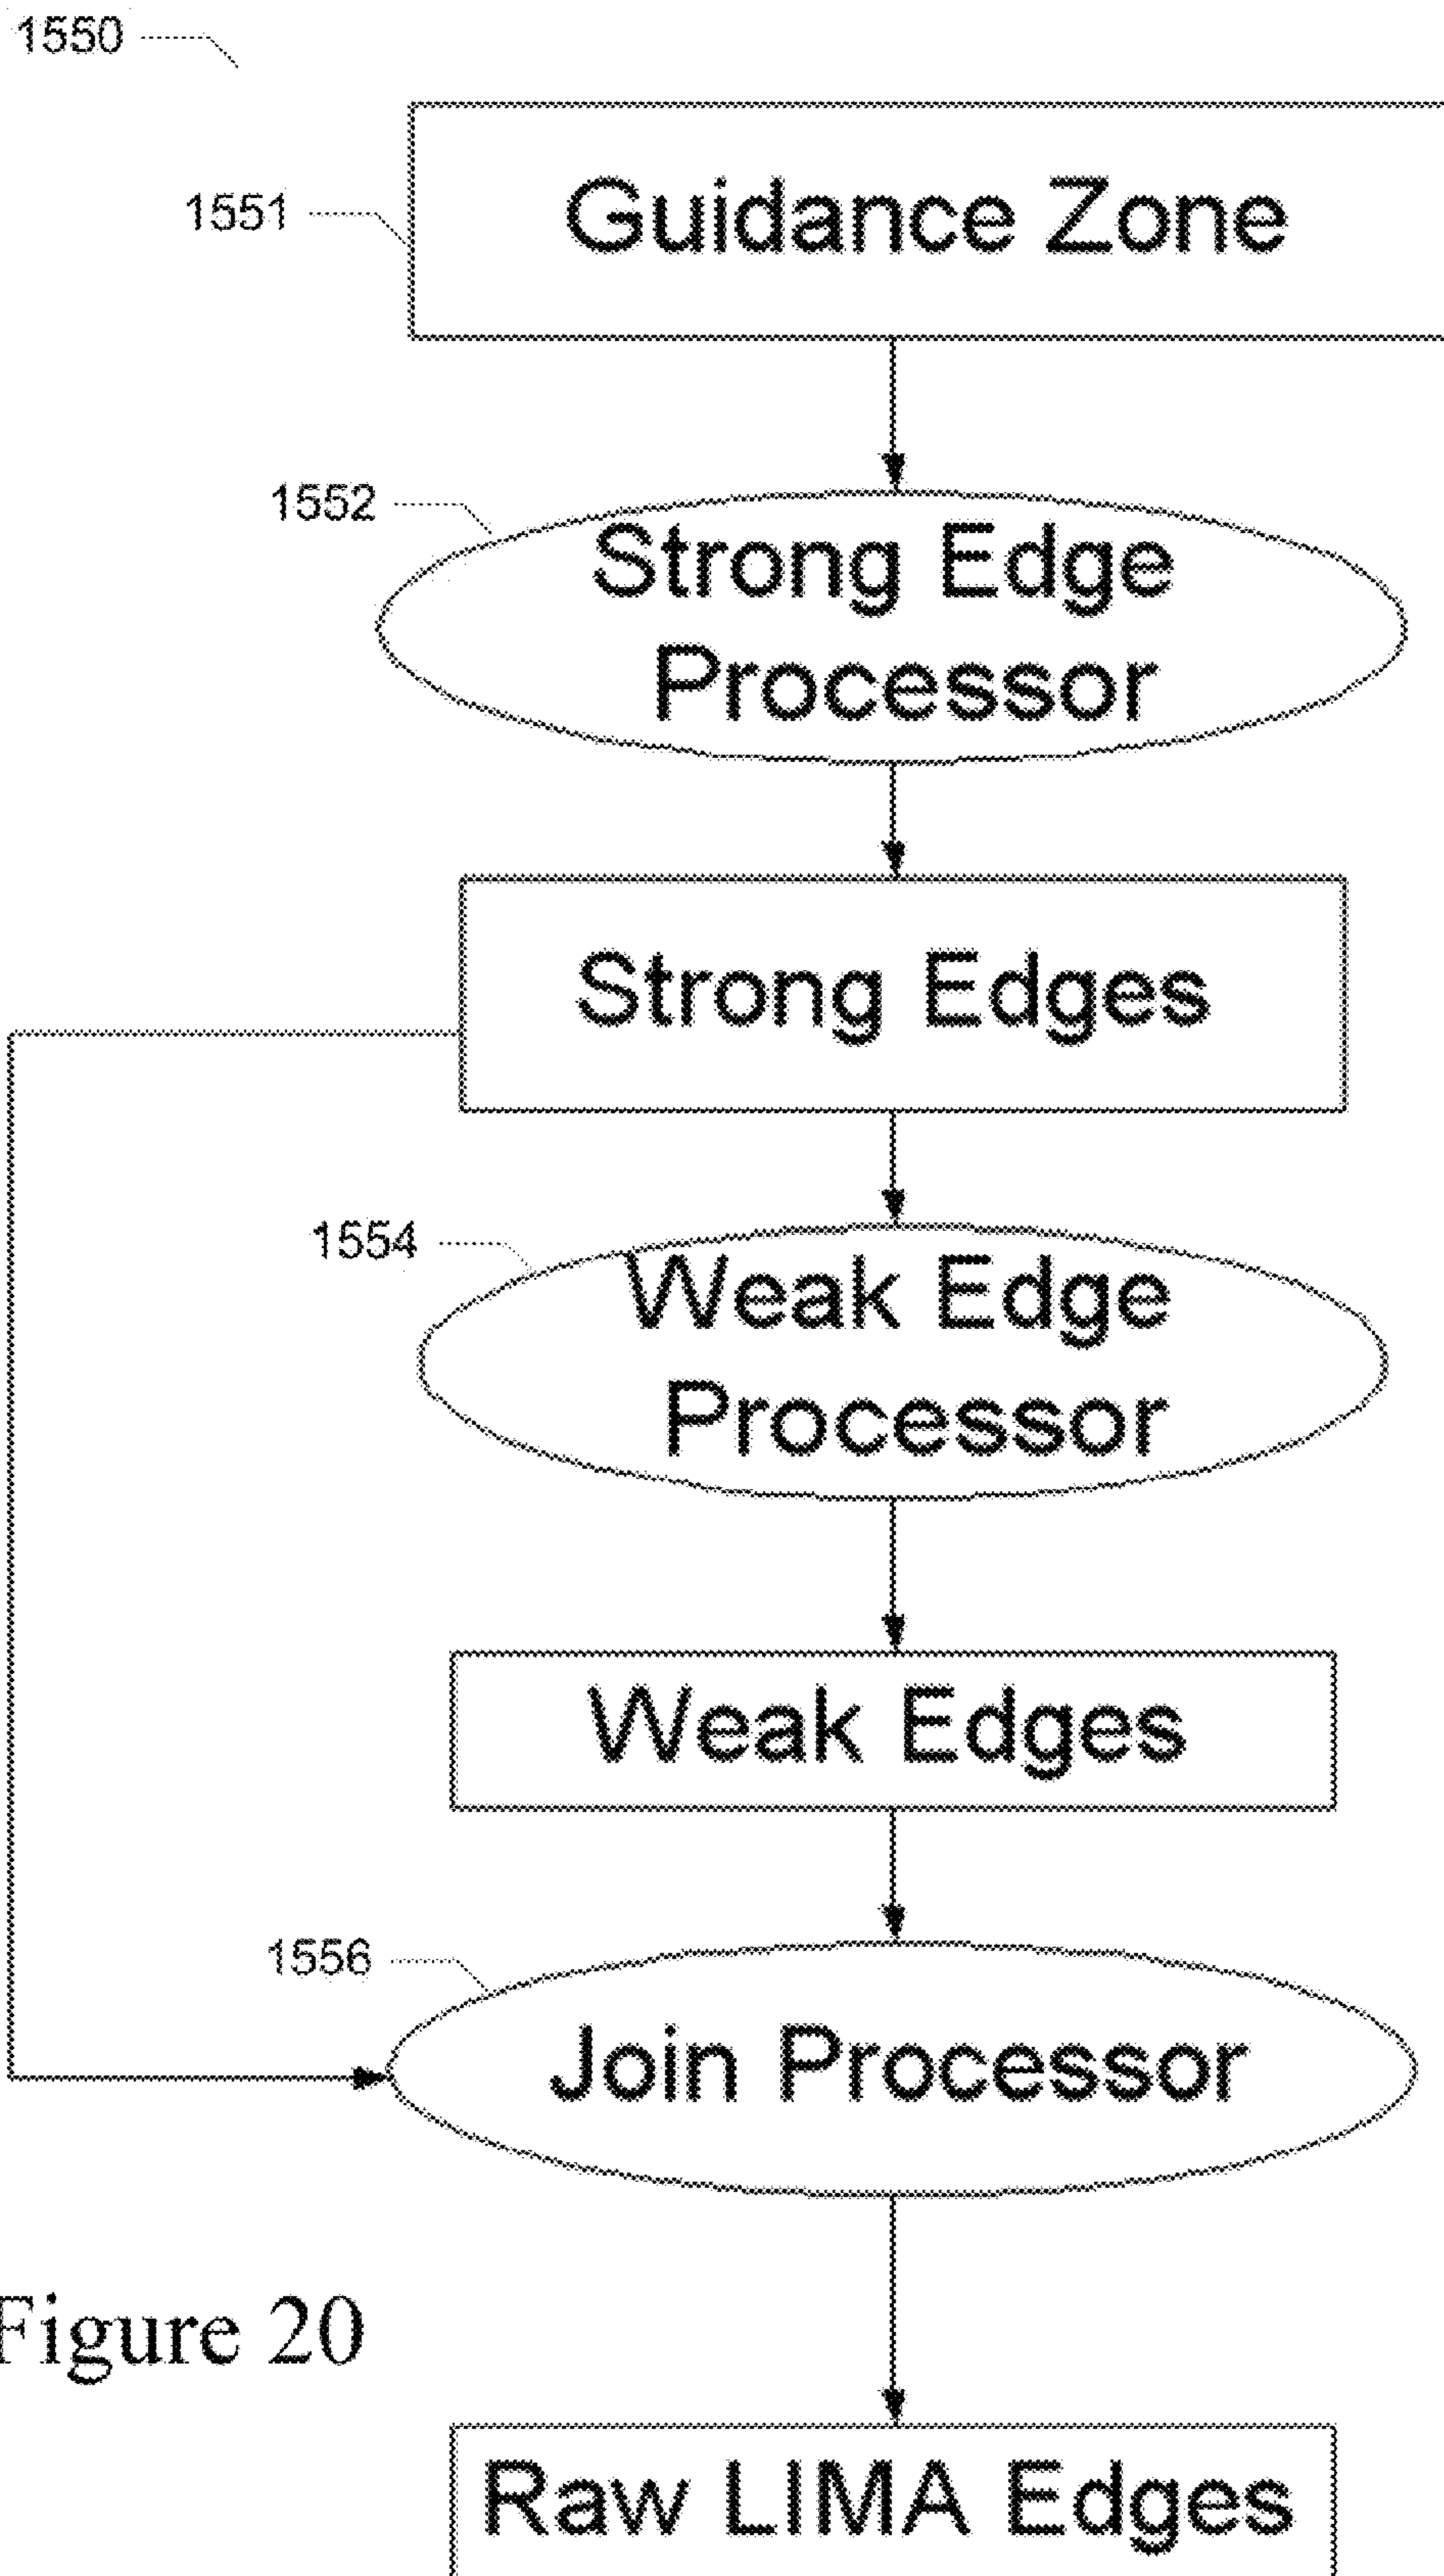 1550
1551
Guidance Zone
1552
Strong Edge
Processor
Strong Edges
1554
Weak Edge
Processor
Weak Edges
1556
Join Processor
Figure 20
Raw LIMA Edges